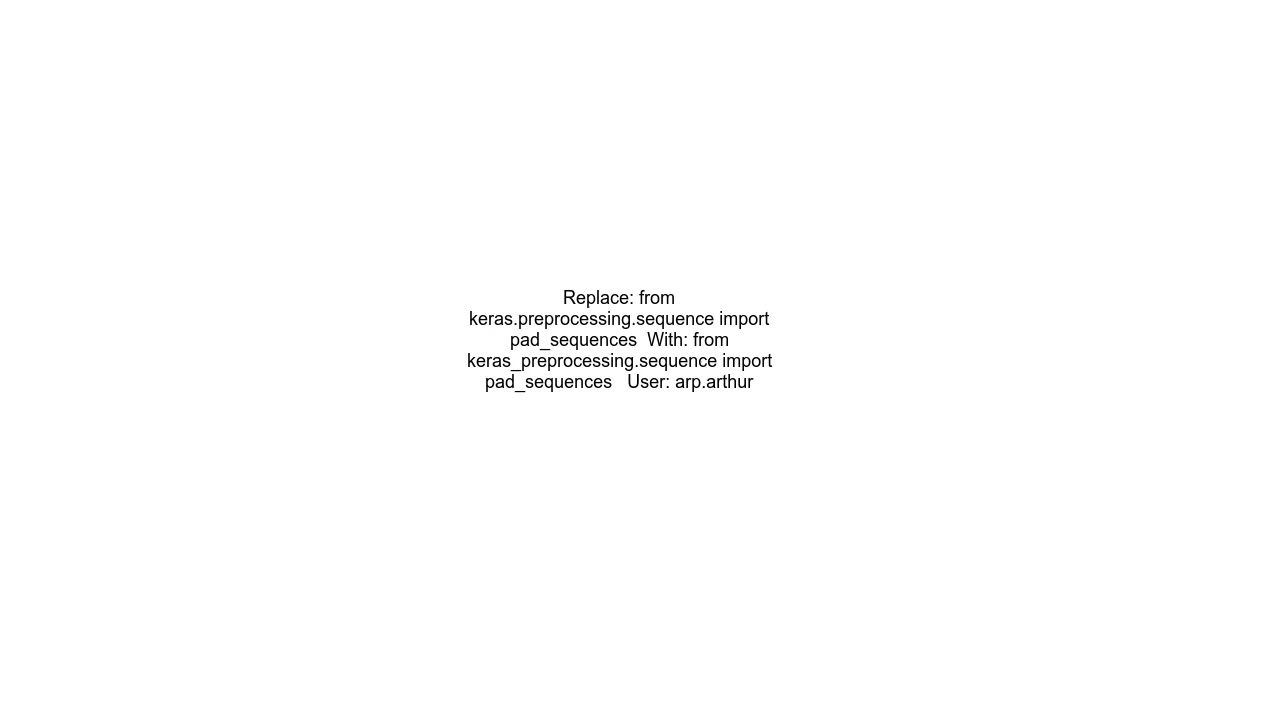 Replace: from
keras.preprocessing.sequence import
pad_sequences  With: from
keras_preprocessing.sequence import
pad_sequences   User: arp.arthur